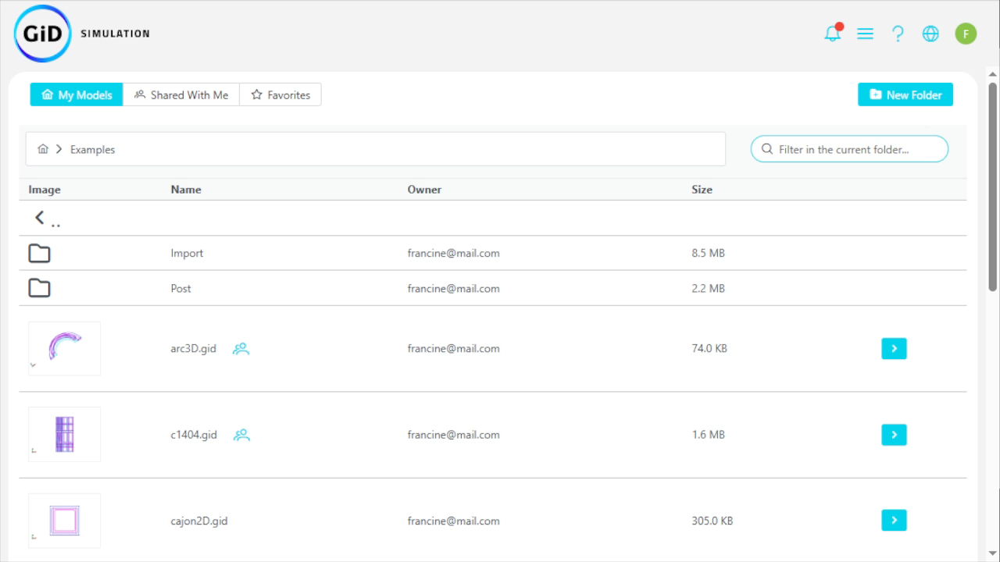 GiD SIMULATION
F
My Models Shared With Me Favorites New Folder
Examples Filter in the current folder...
Image Name Owner Size
..
Import francine@mail.com 8.5 MB
Post francine@mail.com 2.2 MB
arc3D.gid francine@mail.com 74.0 KB
c1404.gid francine@mail.com 1.6 MB
cajon2D.gid francine@mail.com 305.0 KB